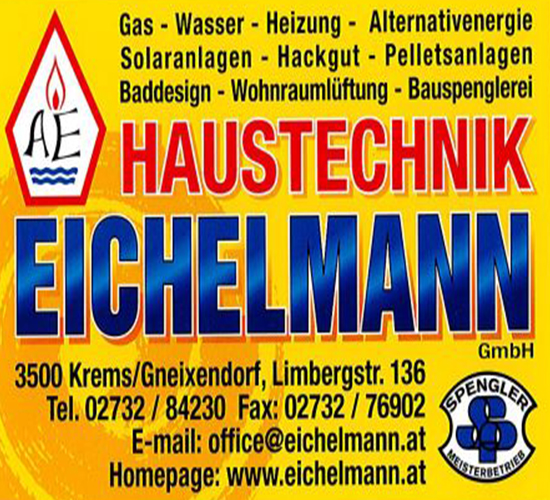 Gas - Wasser - Heizung - Alternativenergie
Solaranlagen - Hackgut - Pelletsanlagen
Baddesign - Wohnraumlüftung - Bauspenglerei
AE
HAUSTECHNIK
EICHELMANN
GmbH
3500 Krems/Gneixendorf, Limbergstr. 136
Tel. 02732 / 84230 Fax: 02732 / 76902
E-mail: office@eichelmann.at
Homepage: www.eichelmann.at
SPENGLER
MEISTERBETRIEB